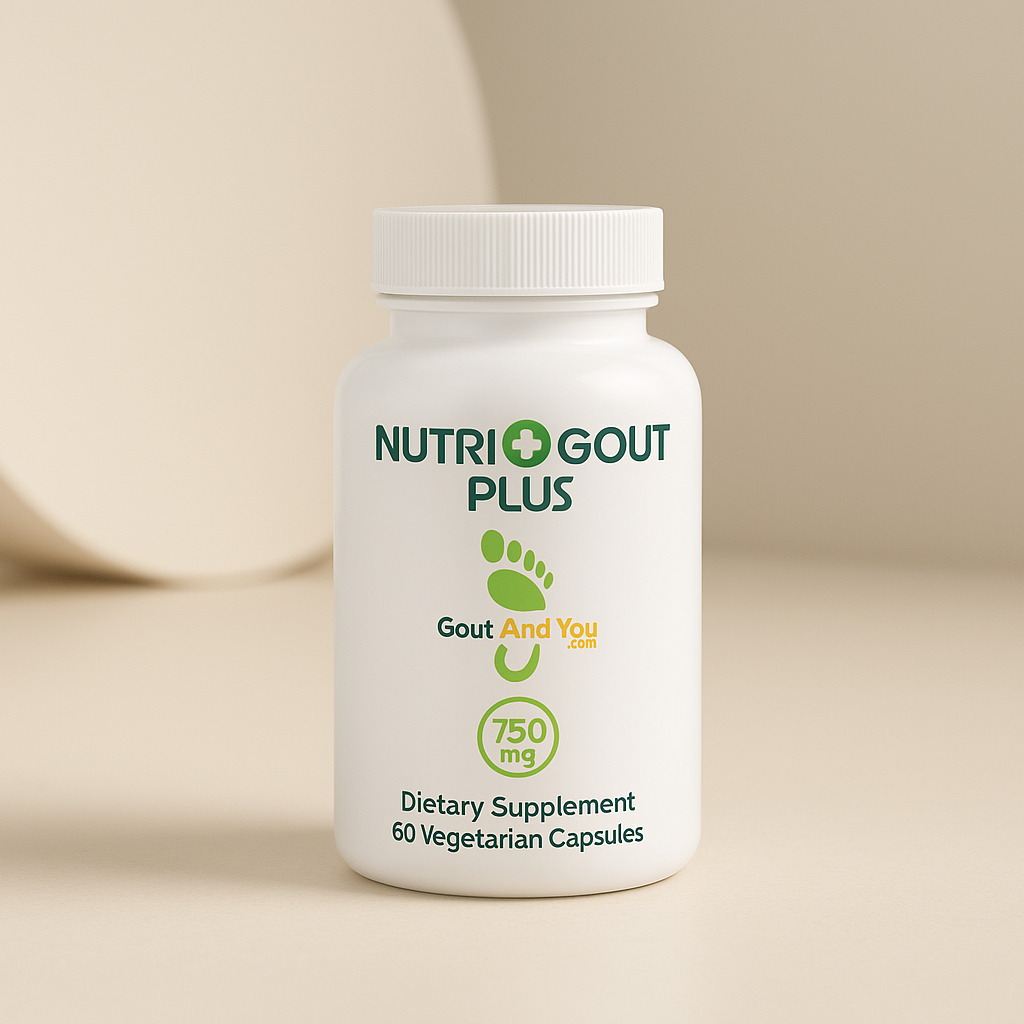 NUTRI GOUT
PLUS
Gout And You
.com
750
mg
Dietary Supplement
60 Vegetarian Capsules